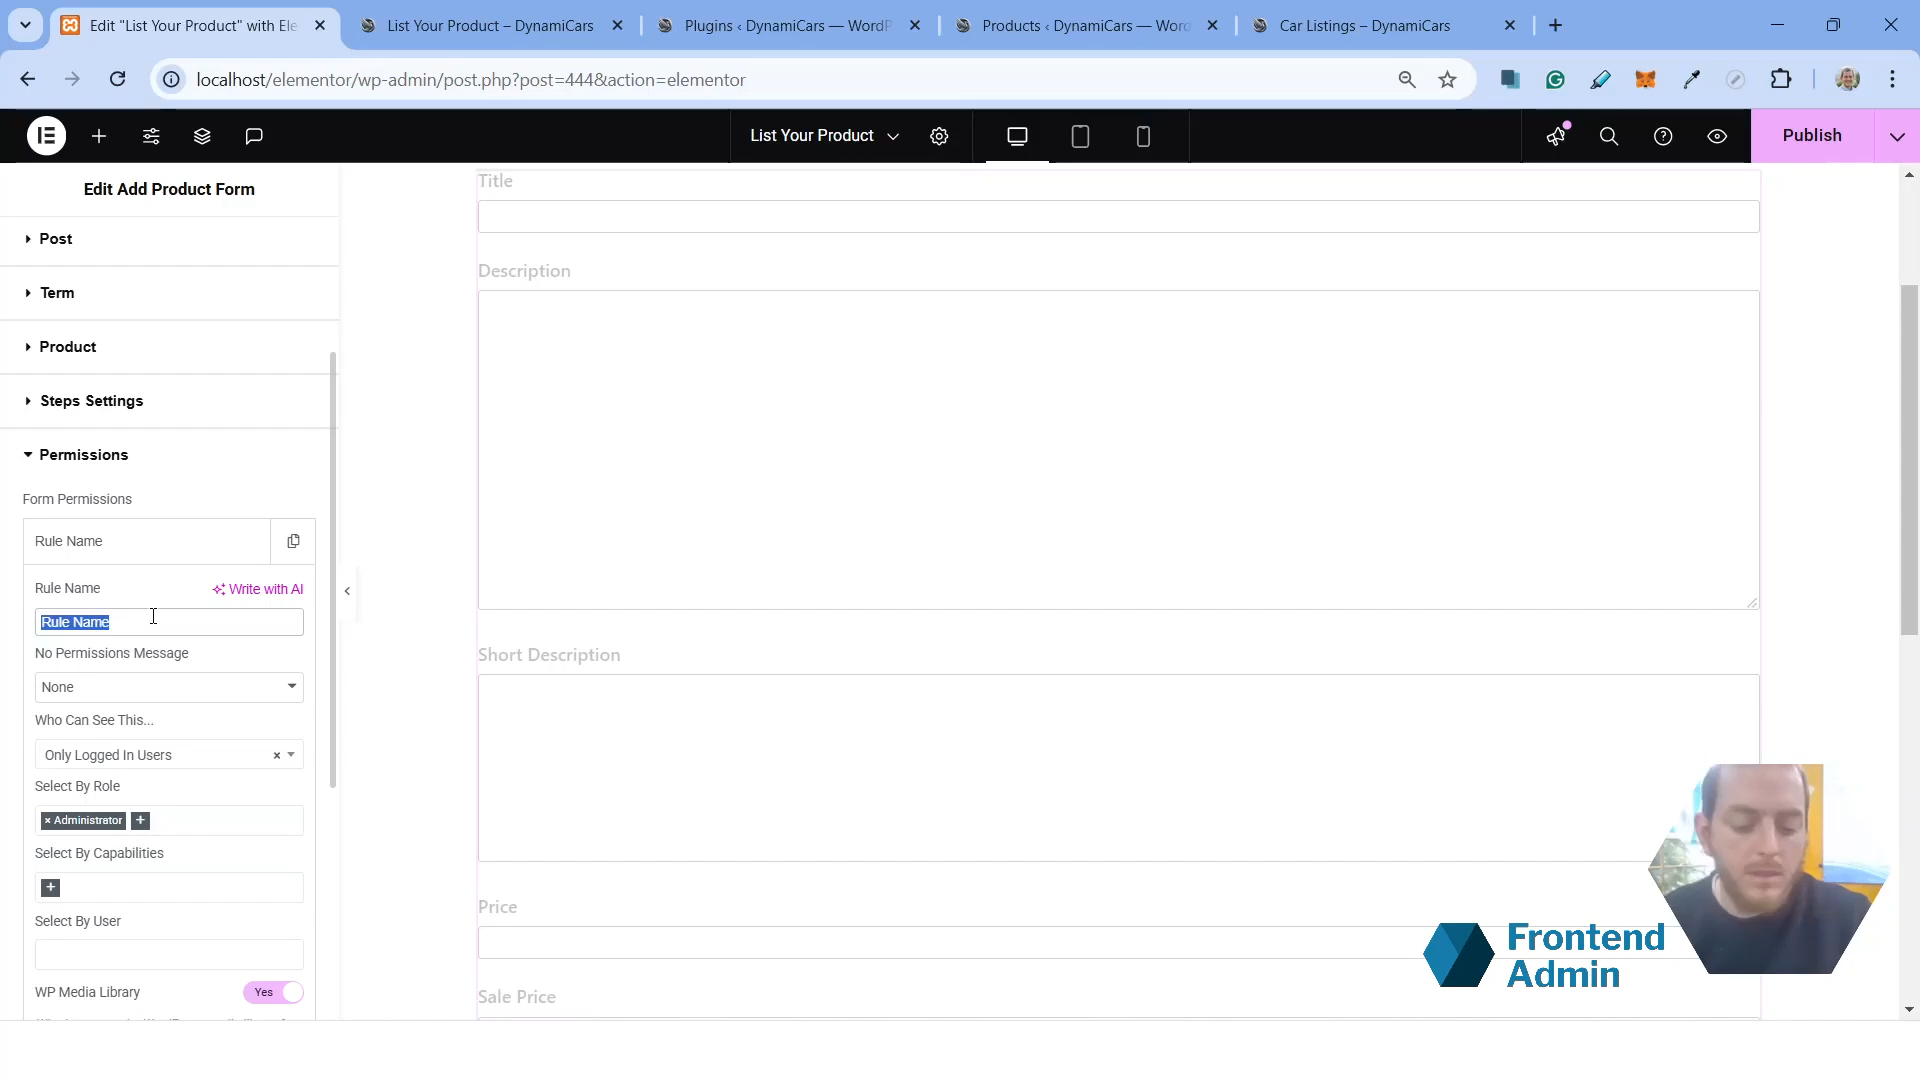 Edit "List Your Product" with Ele
List Your Product – DynamiCars
Plugins ‹ DynamiCars — WordP
Products ‹ DynamiCars — Word
Car Listings – DynamiCars
localhost/elementor/wp-admin/post.php?post=444&action=elementor
List Your Product
Publish
Edit Add Product Form
Post
Term
Product
Steps Settings
Permissions
Form Permissions
Rule Name
Rule Name
Write with AI
Rule Name
No Permissions Message
None
Who Can See This...
Only Logged In Users
Select By Role
× Administrator
Select By Capabilities
Select By User
WP Media Library
Yes
Title
Description
Short Description
Price
Sale Price
Frontend
Admin